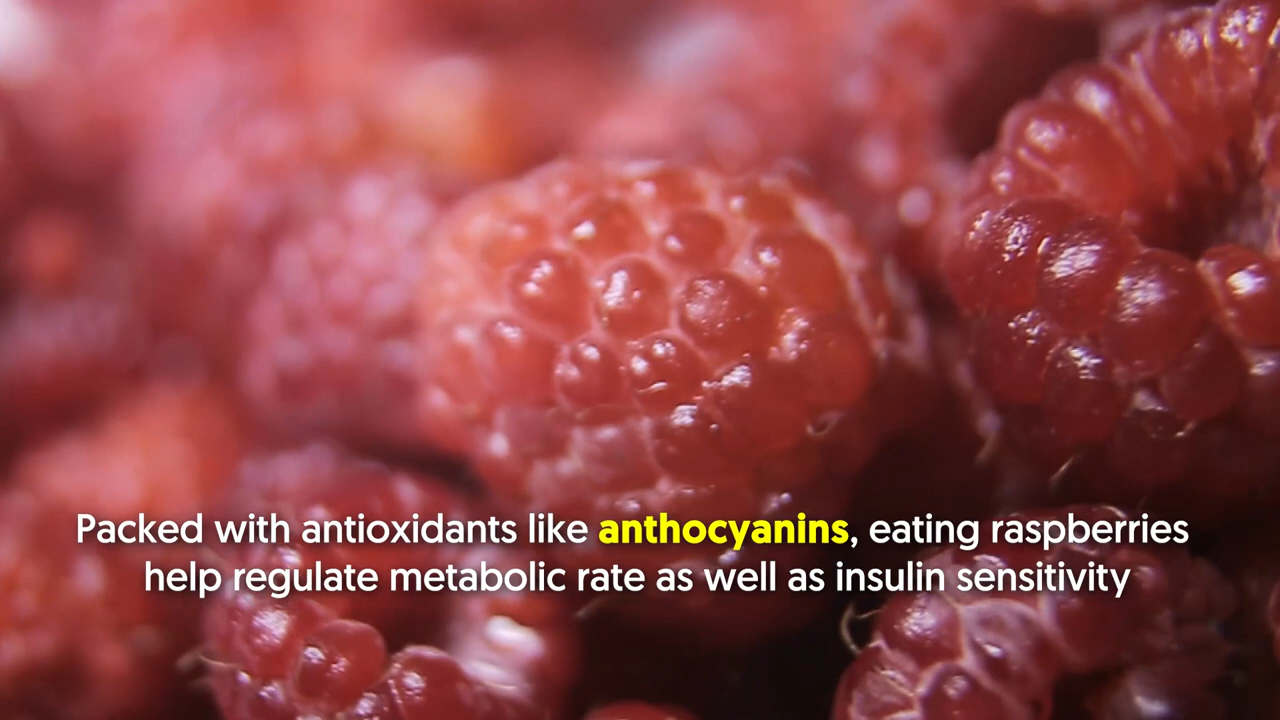 Packed with antioxidants like anthocyanins, eating raspberries
help regulate metabolic rate as well as insulin sensitivity